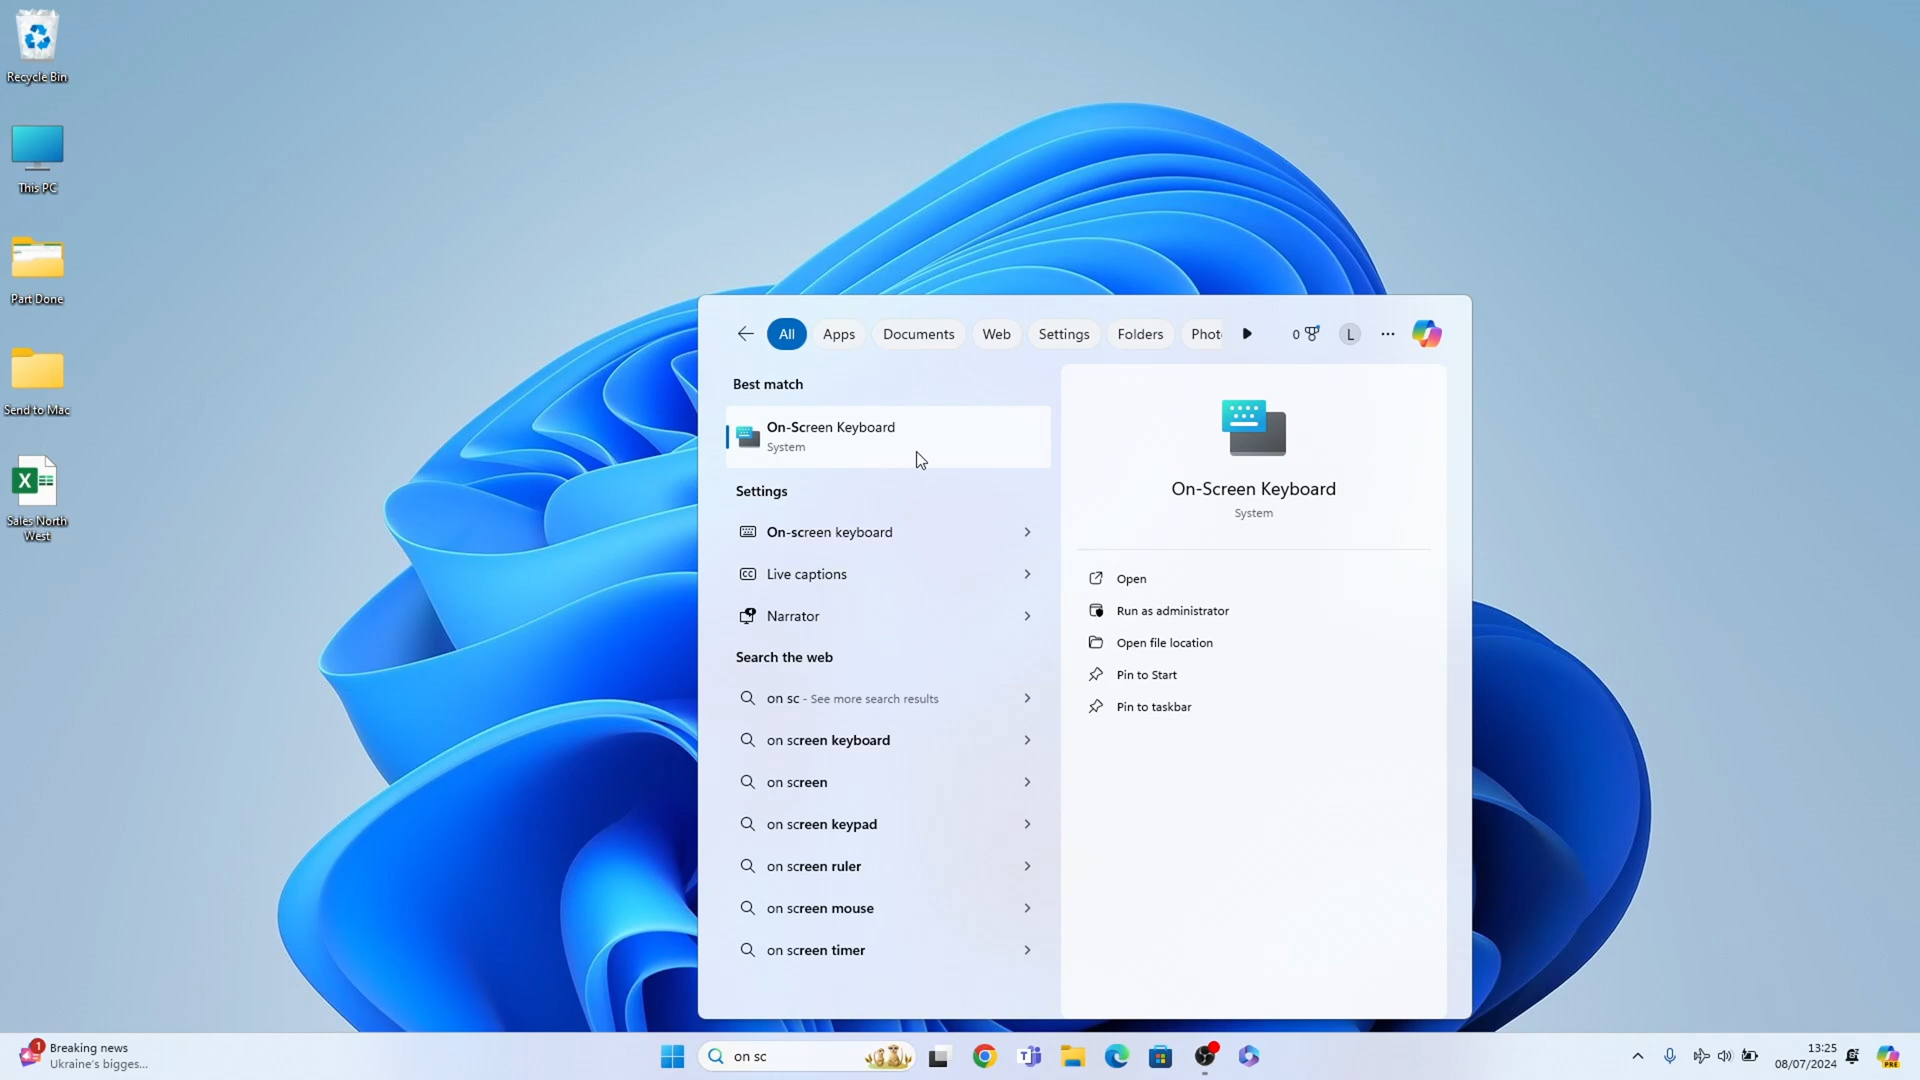 Recycle Bin
This PC
Part Done
Send to Mac
Sales North
West
All
Apps
Documents
Web
Settings
Folders
Phot
0
L
Best match
On-Screen Keyboard
System
Settings
On-screen keyboard
Live captions
Narrator
Search the web
on sc - See more search results
on screen keyboard
on screen
on screen keypad
on screen ruler
on screen mouse
on screen timer
On-Screen Keyboard
System
Open
Run as administrator
Open file location
Pin to Start
Pin to taskbar
1
Breaking news
Ukraine's bigges...
on sc
13:25
08/07/2024
PRE